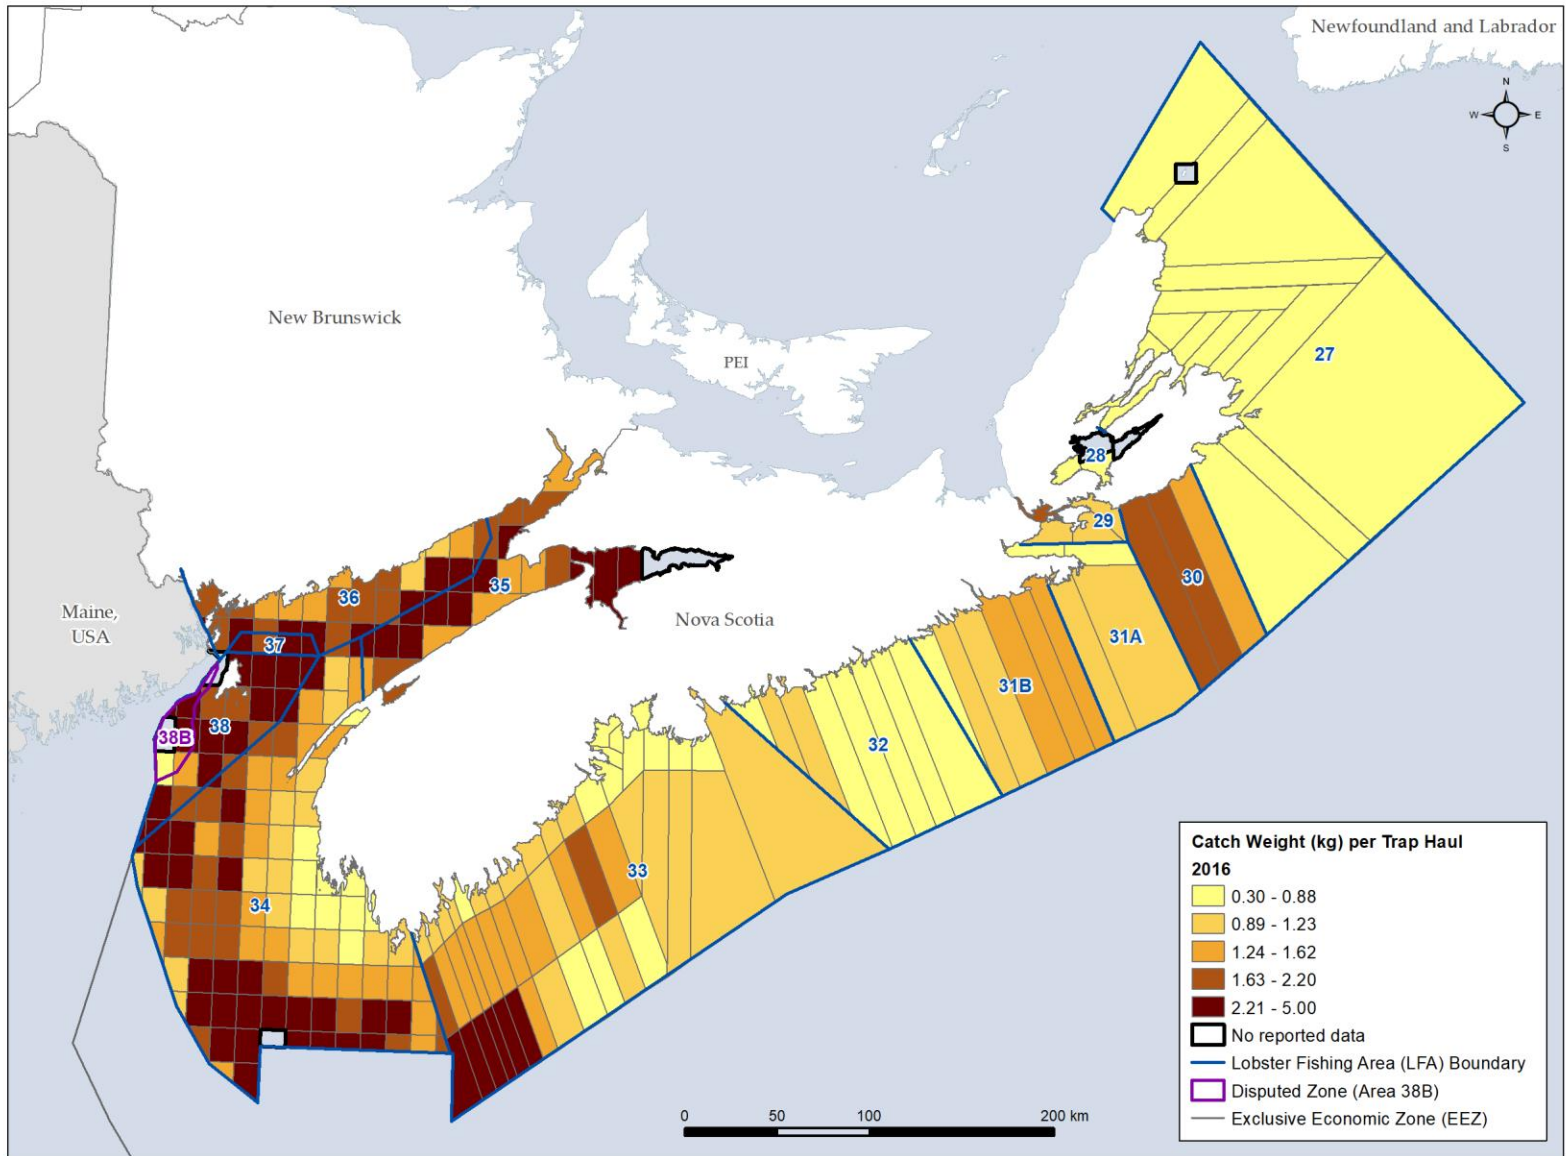 Newfoundland and Labrador
N
W E
S
New Brunswick
PEI
27
28
29
30
Maine,
USA
36
35
37
Nova Scotia
31A
31B
38
38B
32
33
34
Catch Weight (kg) per Trap Haul
2016
0.30 - 0.88
0.89 - 1.23
1.24 - 1.62
1.63 - 2.20
2.21 - 5.00
No reported data
Lobster Fishing Area (LFA) Boundary
Disputed Zone (Area 38B)
Exclusive Economic Zone (EEZ)
0 50 100 200 km